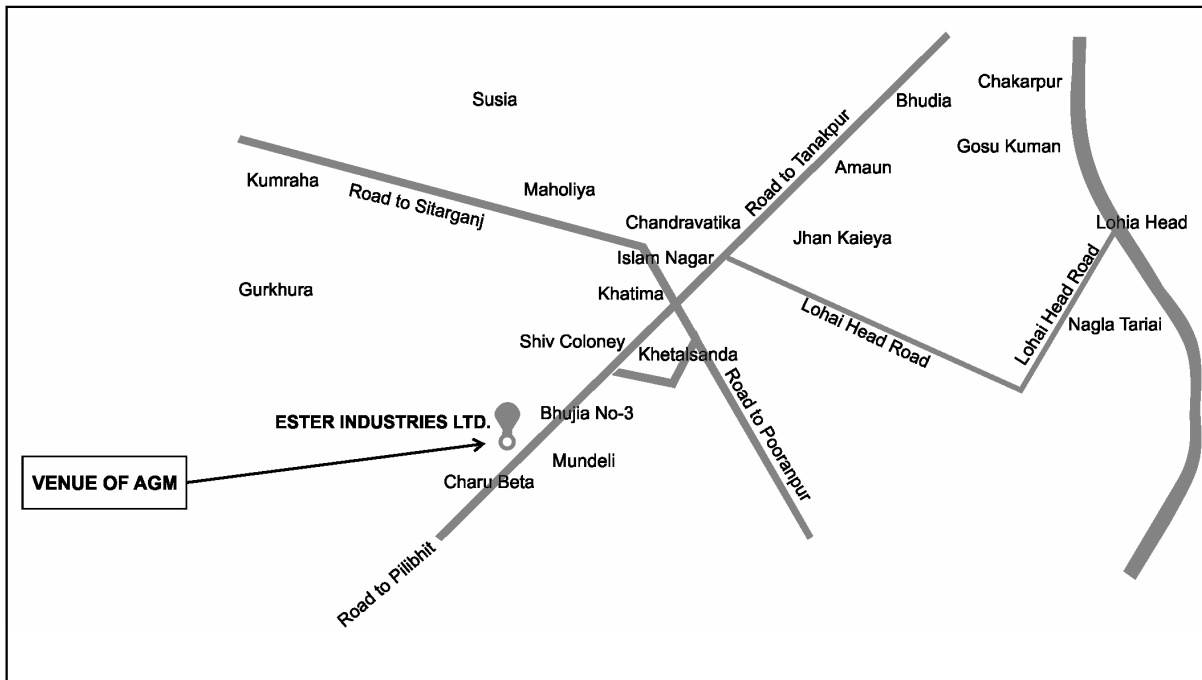 Chakarpur
Susia
Bhudia
Gosu Kuman
Road to Tanakpur
Amaun
Kumraha
Maholiya
Road to Sitarganj
Chandravatika
Lohia Head
Jhan Kaieya
Islam Nagar
Gurkhura
Khatima
Lohai Head Road
Lohai Head Road
Nagla Tariai
Shiv Coloney
Khetalsanda
Road to Pooranpur
Bhujia No-3
ESTER INDUSTRIES LTD.
Mundeli
VENUE OF AGM
Charu Beta
Road to Pilibhit